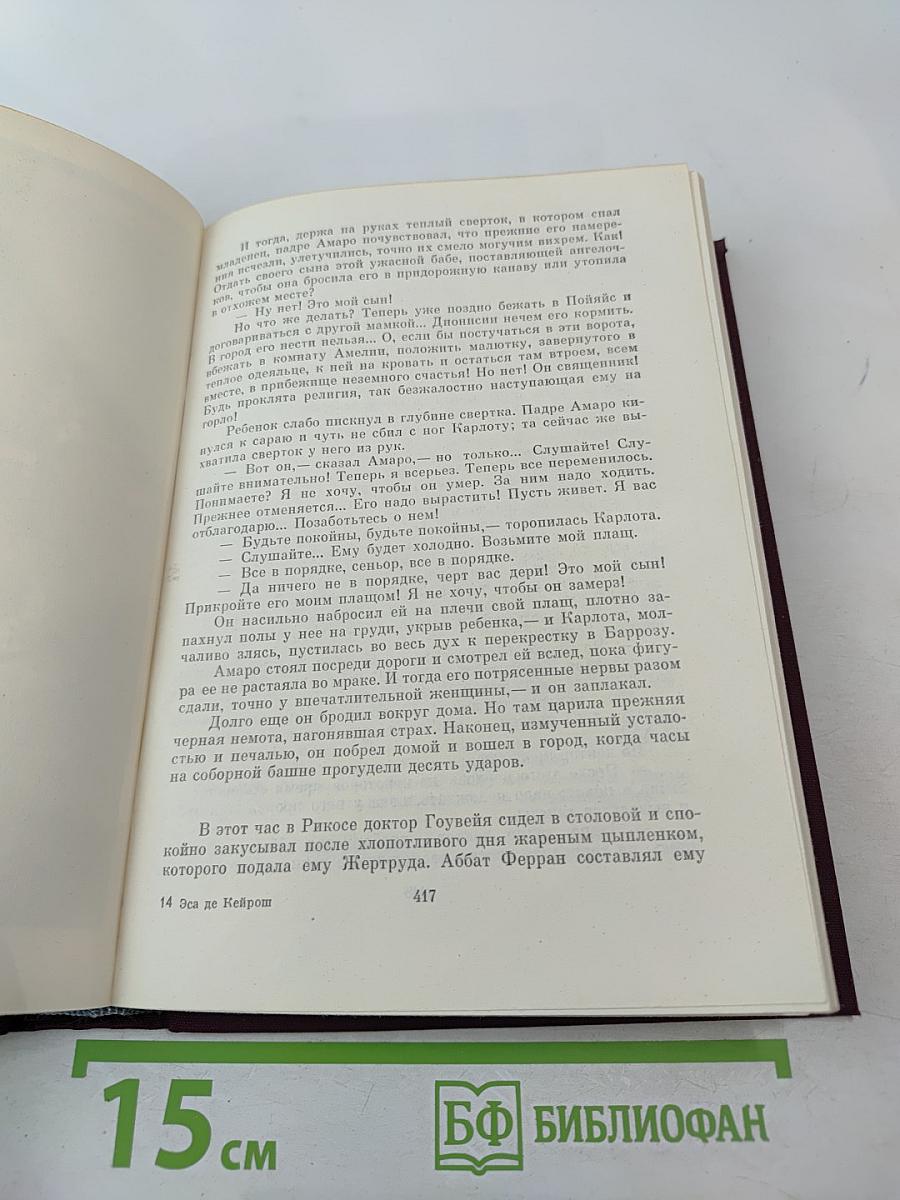 И тогда, держа на руках теплый сверток, в котором спал
младенец, падре Амаро почувствовал, что прежние его намере-
ния исчезли, улетучились, точно их смело могучим вихрем. Как!
Отдать своего сына этой ужасной бабе, поставляющей ангелоч-
ков, чтобы она бросила его в придорожную канаву или утопила
в отхожем месте?
— Ну нет! Это мой сын!
Но что же делать? Теперь уже поздно бежать в Пойяйс и
договариваться с другой мамкой... Дионисии нечем его кормить.
В город его нести нельзя... О, если бы постучаться в эти ворота,
вбежать в комнату Амелии, положить малютку, завернутого в
теплое одеяльце, к ней на кровать и остаться там втроем, всем
вместе, в прибежище неземного счастья! Но нет! Он священник!
Будь проклята религия, так безжалостно наступающая ему на
горло!
Ребенок слабо пискнул в глубине свертка. Падре Амаро ки-
нулся к сараю и чуть не сбил с ног Карлоту; та сейчас же вы-
хватила сверток у него из рук.
— Вот он,— сказал Амаро,— но только... Слушайте! Слу-
шайте внимательно! Теперь я всерьез. Теперь все переменилось.
Понимаете? Я не хочу, чтобы он умер. За ним надо ходить.
Прежнее отменяется... Его надо вырастить! Пусть живет. Я вас
отблагодарю... Позаботьтесь о нем!
— Будьте покойны, будьте покойны,— торопилась Карлота.
— Слушайте... Ему будет холодно. Возьмите мой плащ.
— Все в порядке, сеньор, все в порядке.
— Да ничего не в порядке, черт вас дери! Это мой сын!
Прикройте его моим плащом! Я не хочу, чтобы он замерз!
Он насильно набросил ей на плечи свой плащ, плотно за-
пахнул полы у нее на груди, укрыв ребенка,— и Карлота, мол-
чаливо злясь, пустилась во весь дух к перекрестку в Баррозу.
Амаро стоял посреди дороги и смотрел ей вслед, пока фигу-
ра ее не растаяла во мраке. И тогда его потрясенные нервы разом
сдали, точно у впечатлительной женщины,— и он заплакал.
Долго еще он бродил вокруг дома. Но там царила прежняя
черная немота, нагонявшая страх. Наконец, измученный устало-
стью и печалью, он побрел домой и вошел в город, когда часы
на соборной башне прогудели десять ударов.
В этот час в Рикосе доктор Гоувейя сидел в столовой и спо-
койно закусывал после хлопотливого дня жареным цыпленком,
которого подала ему Жертруда. Аббат Ферран составлял ему
14 Эса де Кейрош
417
15 см
БФ БИБЛИОФАН